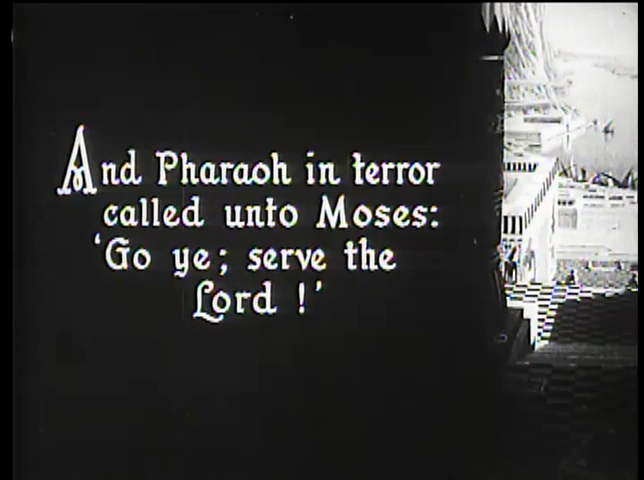 And Pharaoh in terror
called unto Moses:
'Go ye; serve the
Lord !'